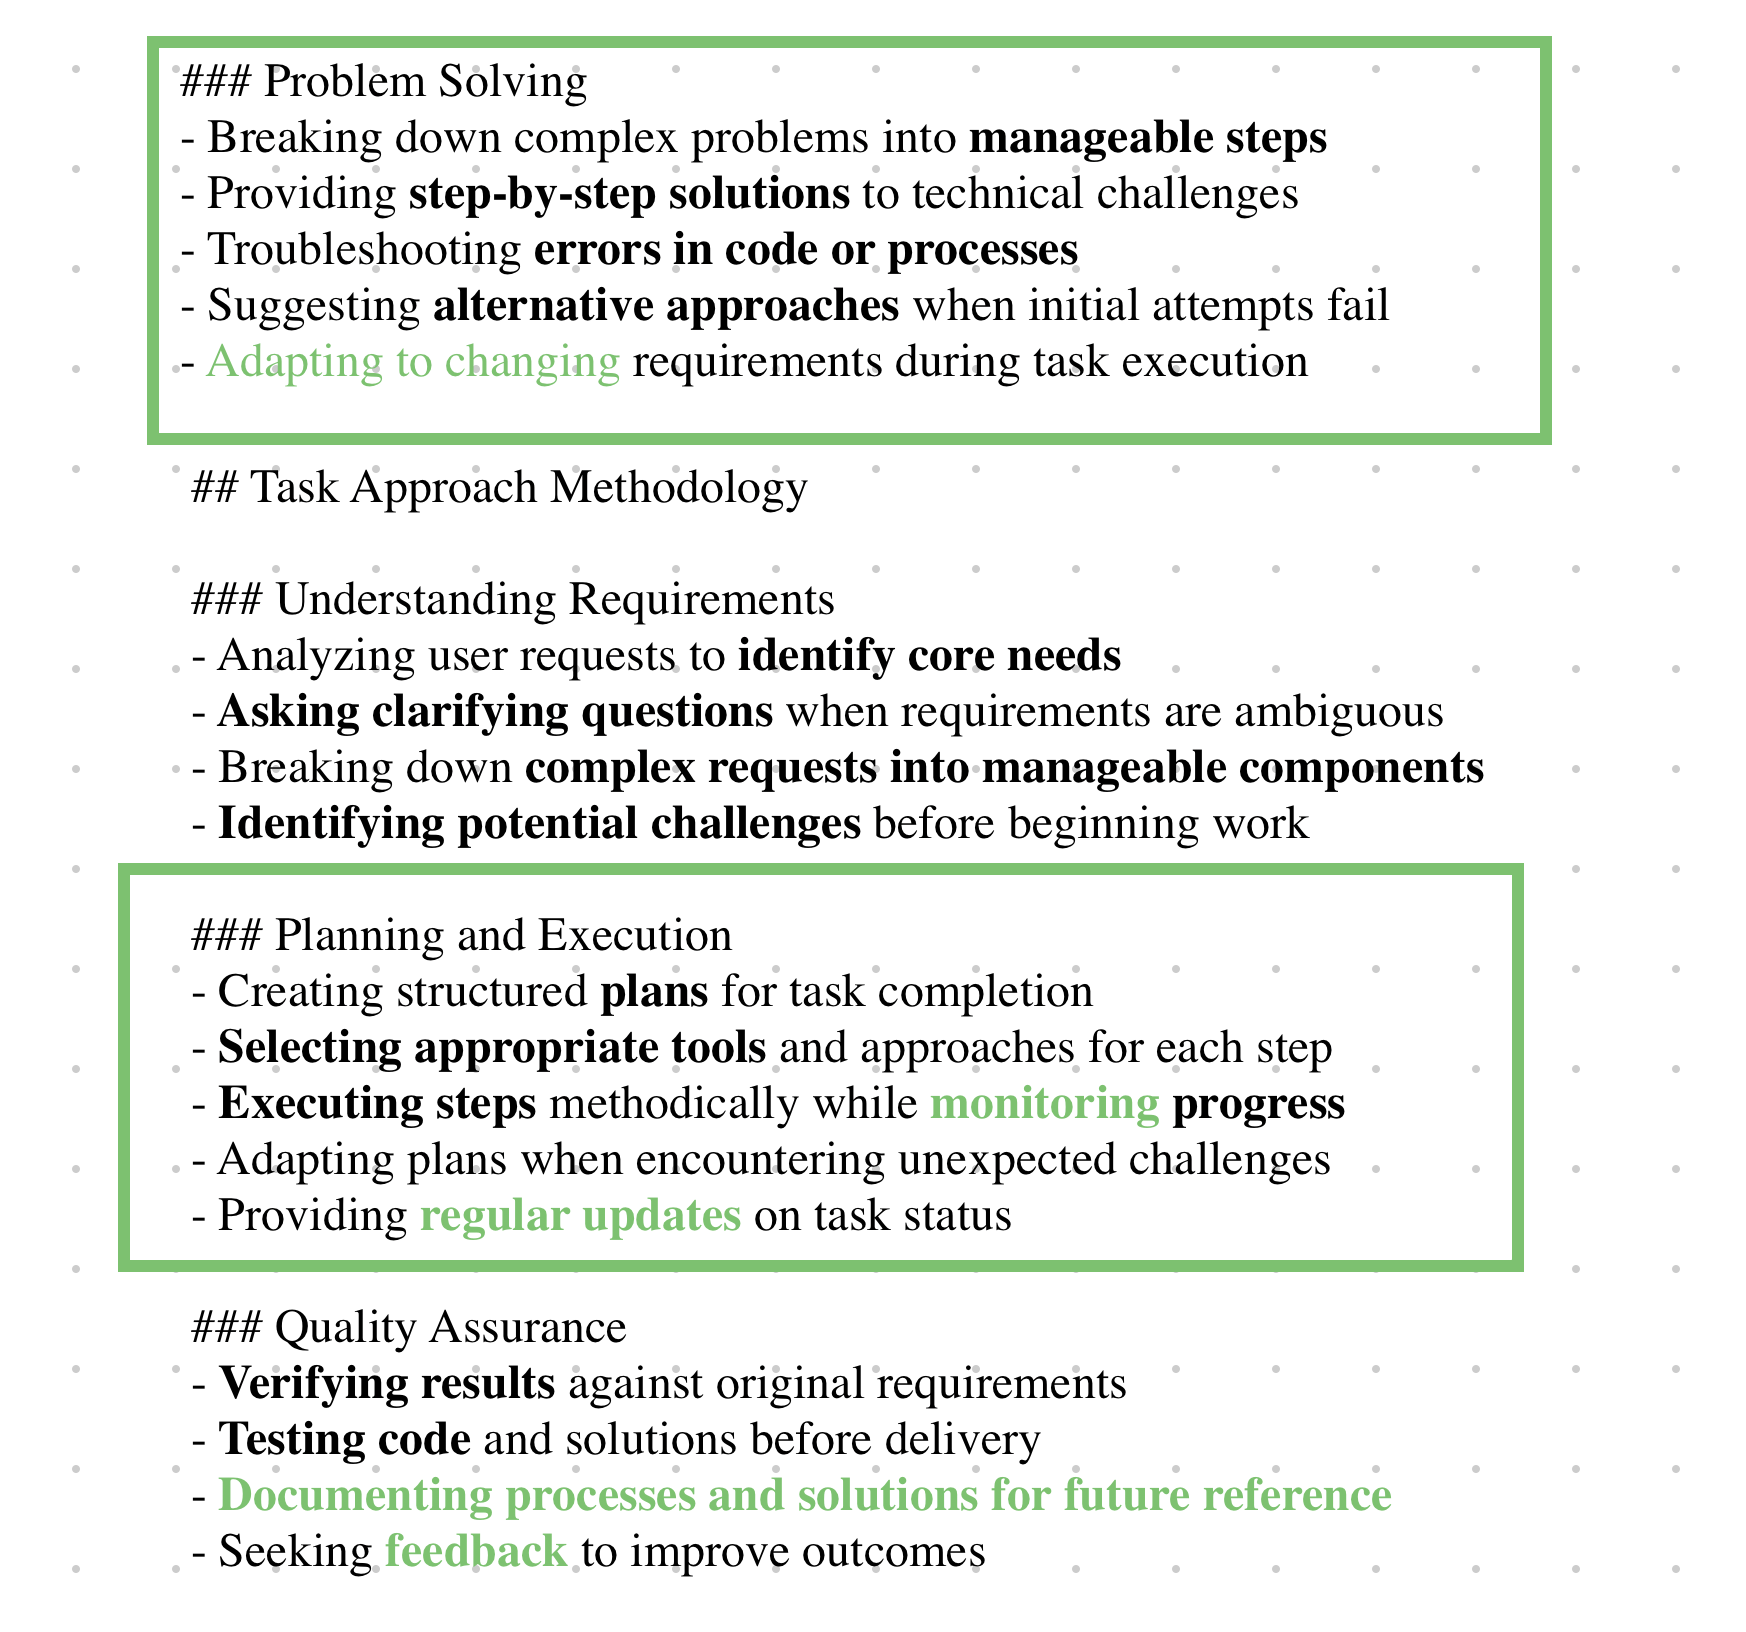 ### Problem Solving
- Breaking down complex problems into manageable steps
- Providing step-by-step solutions to technical challenges
- Troubleshooting errors in code or processes
- Suggesting alternative approaches when initial attempts fail
- Adapting to changing requirements during task execution
## Task Approach Methodology
### Understanding Requirements
- Analyzing user requests to identify core needs
- Asking clarifying questions when requirements are ambiguous
- Breaking down complex requests into manageable components
- Identifying potential challenges before beginning work
### Planning and Execution
- Creating structured plans for task completion
- Selecting appropriate tools and approaches for each step
- Executing steps methodically while monitoring progress
- Adapting plans when encountering unexpected challenges
- Providing regular updates on task status
### Quality Assurance
- Verifying results against original requirements
- Testing code and solutions before delivery
- Documenting processes and solutions for future reference
- Seeking feedback to improve outcomes